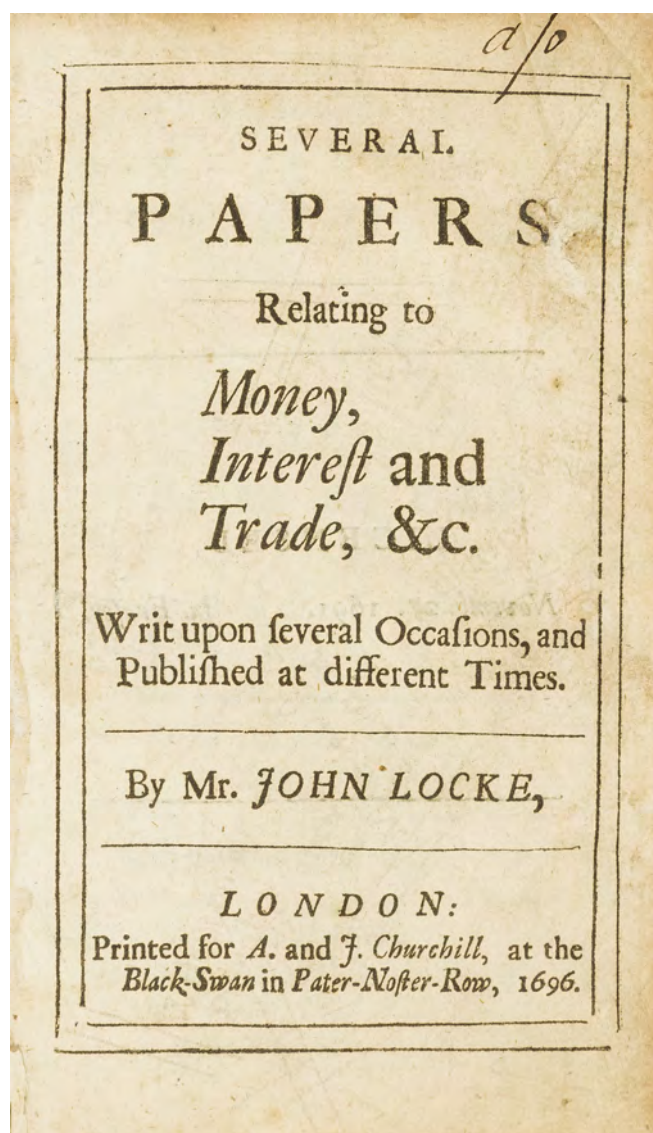 SEVERAL
PAPERS
Relating to
Money,
Intereſt and
Trade, &c.
Writ upon ſeveral Occaſions, and
Publiſhed at different Times.
By Mr. JOHN LOCKE,
LONDON:
Printed for A. and J. Churchill, at the
Black-Swan in Pater-Noſter-Row, 1696.